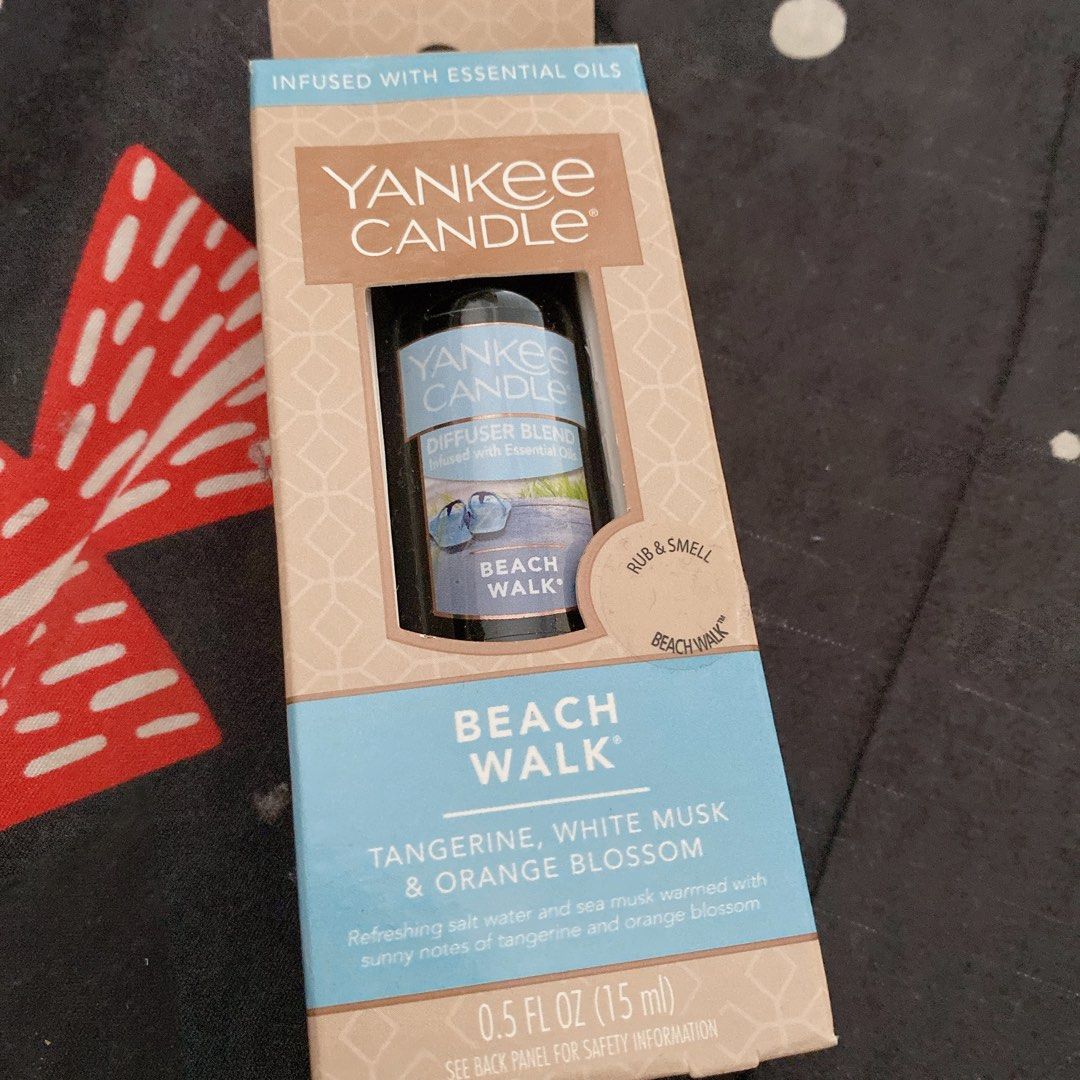 INFUSED WITH ESSENTIAL OILS
YANKEE
CANDLE®
YANKEE
CANDLE®
DIFFUSER BLEND
Infused with Essential Oils
BEACH
WALK®
RUB & SMELL
BEACH WALK™
BEACH
WALK®
TANGERINE, WHITE MUSK
& ORANGE BLOSSOM
Refreshing salt water and sea musk warmed with
sunny notes of tangerine and orange blossom
0.5 FL OZ (15 ml)
SEE BACK PANEL FOR SAFETY INFORMATION